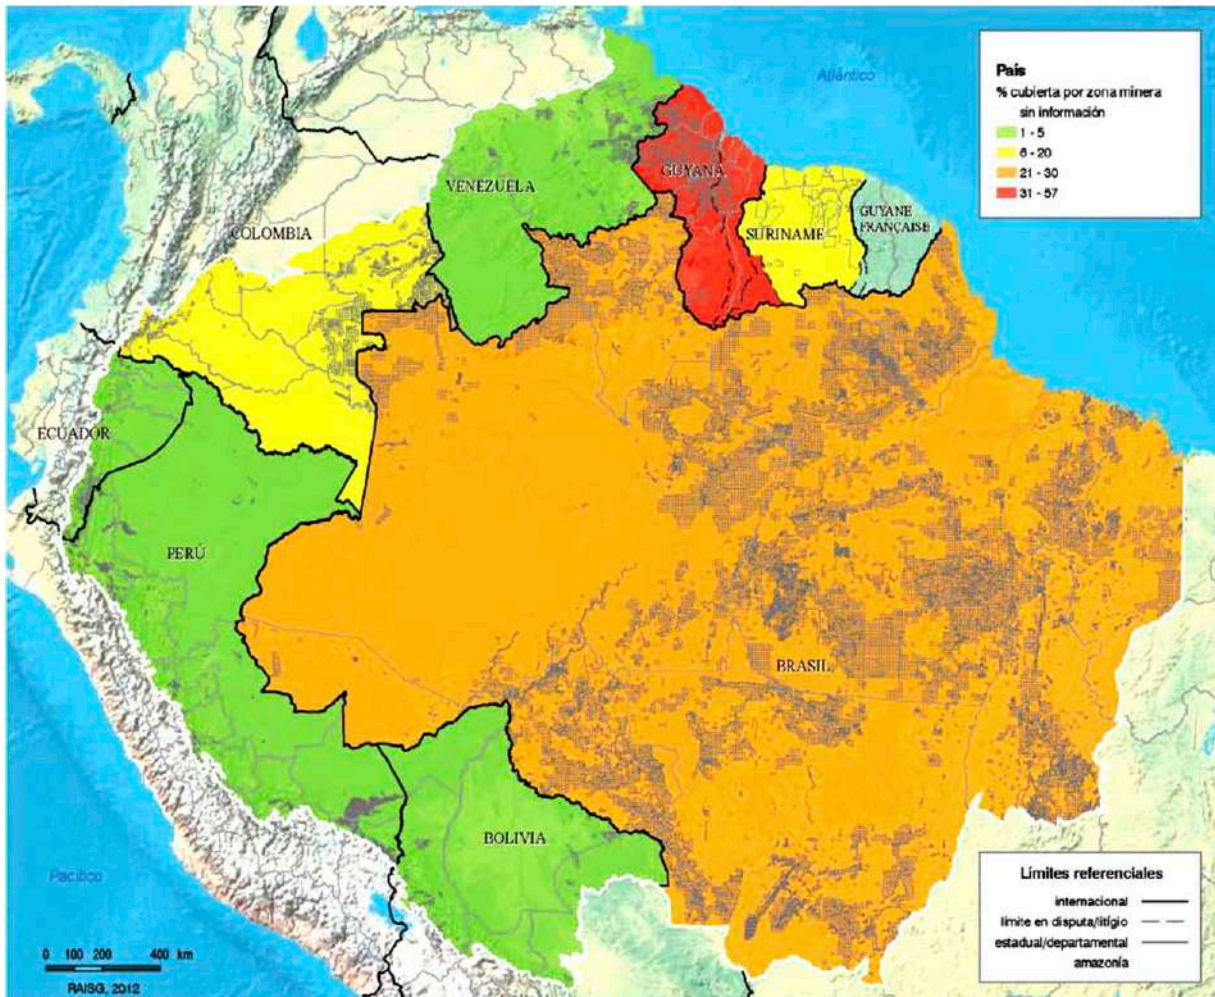 Atlántico
País
% cubierta por zona minera
sin información
1 - 5
6 - 20
21 - 30
31 - 57
VENEZUELA
GUYANA
COLOMBIA
SURINAME
GUYANE
FRANÇAISE
ECUADOR
PERÚ
BRASIL
BOLIVIA
Pacífico
0 100 200 400 km
RAISG, 2012
Límites referenciales
internacional
límite en disputa/litígio
estadual/departamental
amazonía